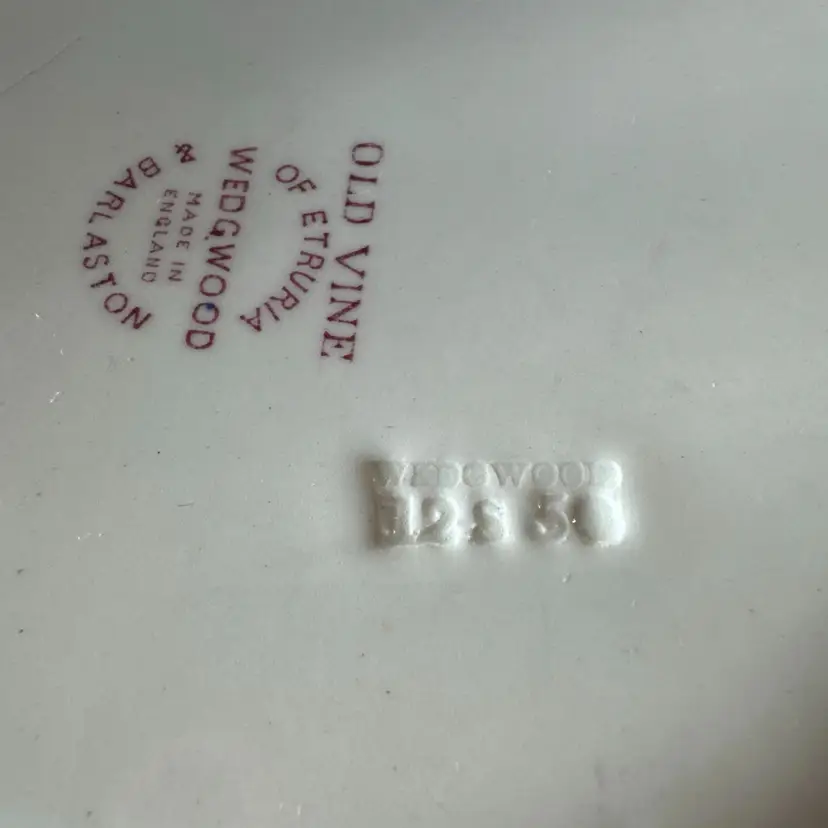 OLD VINE
OF ETRURIA
WEDGWOOD
MADE IN
ENGLAND
& BARLASTON
WEDGWOOD